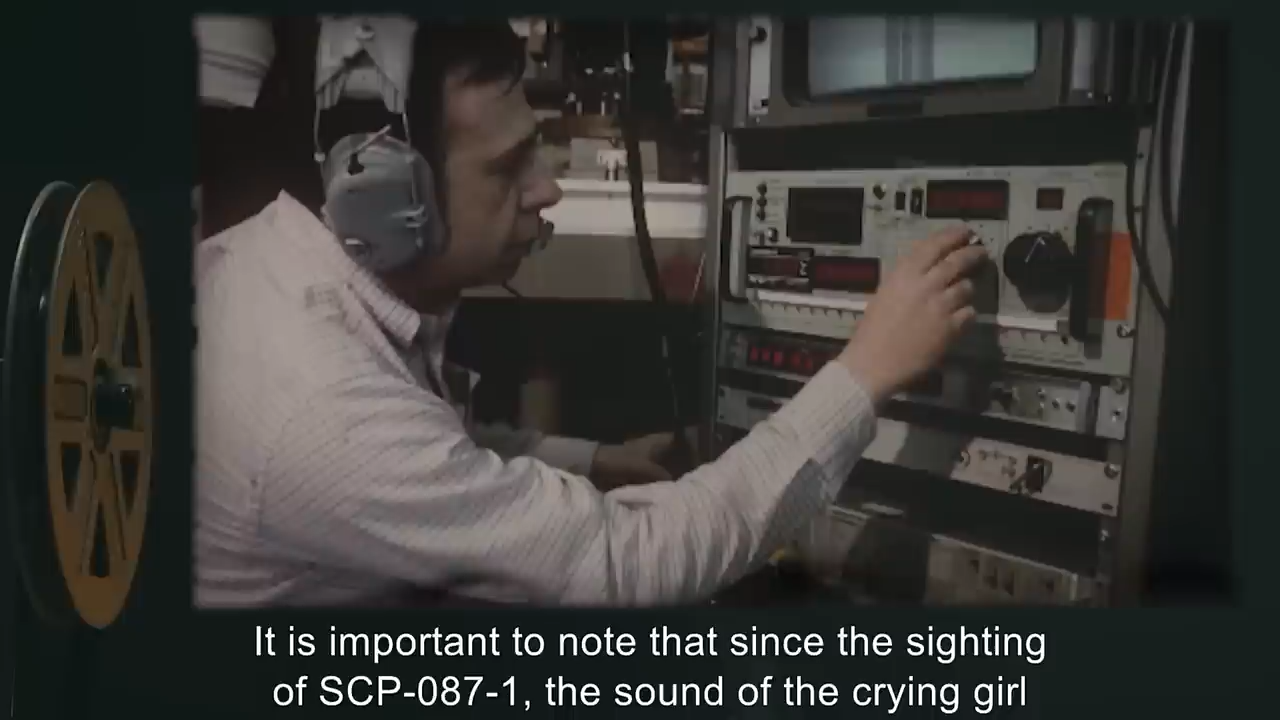 It is important to note that since the sighting
of SCP-087-1, the sound of the crying girl